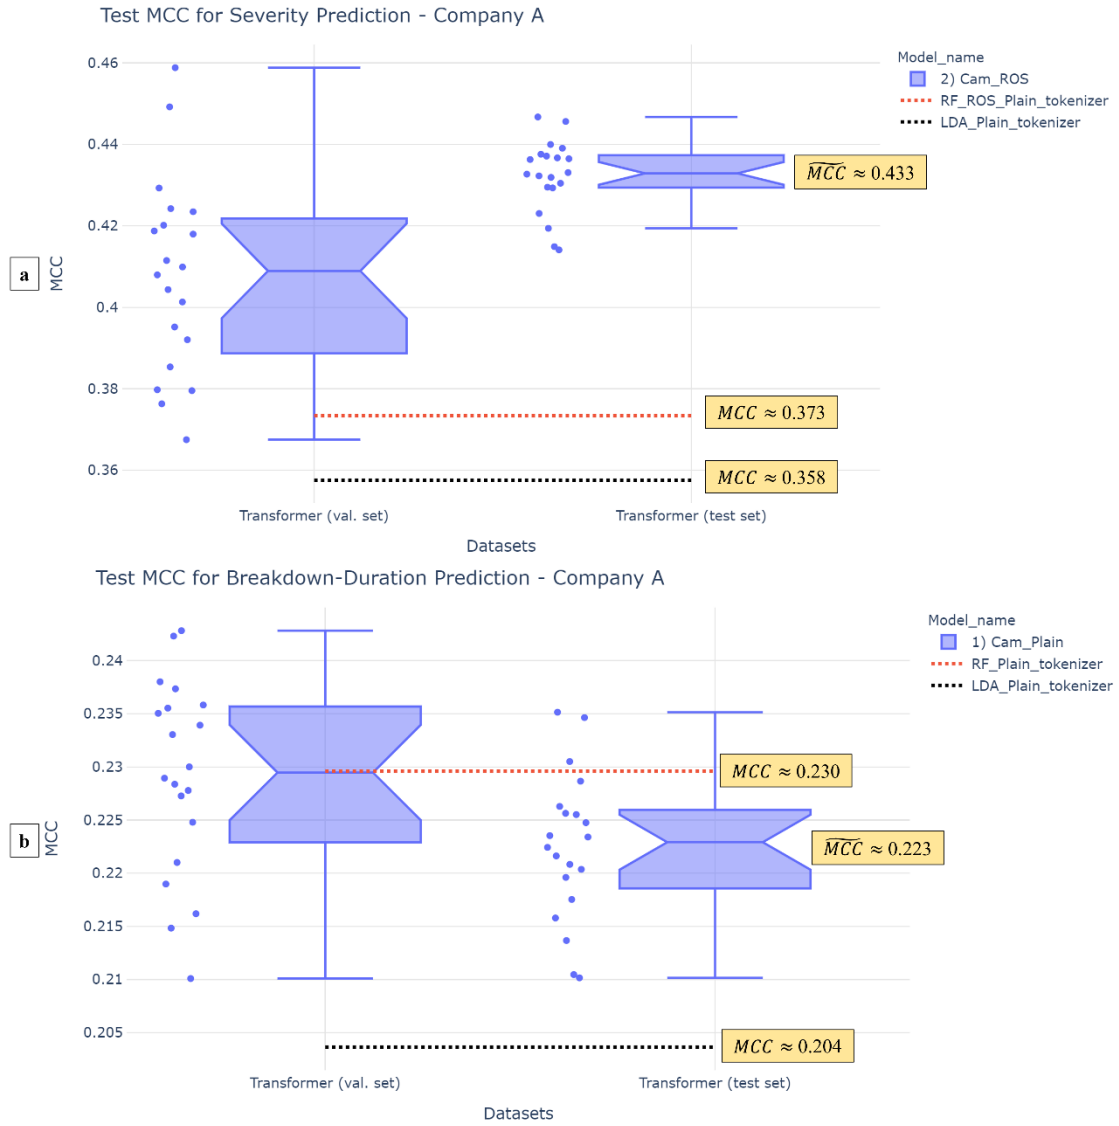 Test MCC for Severity Prediction - Company A
0.46
0.44
0.42
0.4
0.38
0.36
MCC
a
Model_name
2) Cam_ROS
RF_ROS_Plain_tokenizer
LDA_Plain_tokenizer
M͠C͠C͠ ≈ 0.433
MCC ≈ 0.373
MCC ≈ 0.358
Transformer (val. set)
Transformer (test set)
Datasets
Test MCC for Breakdown-Duration Prediction - Company A
0.24
0.235
0.23
0.225
0.22
0.215
0.21
0.205
MCC
b
Model_name
1) Cam_Plain
RF_Plain_tokenizer
LDA_Plain_tokenizer
MCC ≈ 0.230
M͠C͠C͠ ≈ 0.223
MCC ≈ 0.204
Transformer (val. set)
Transformer (test set)
Datasets